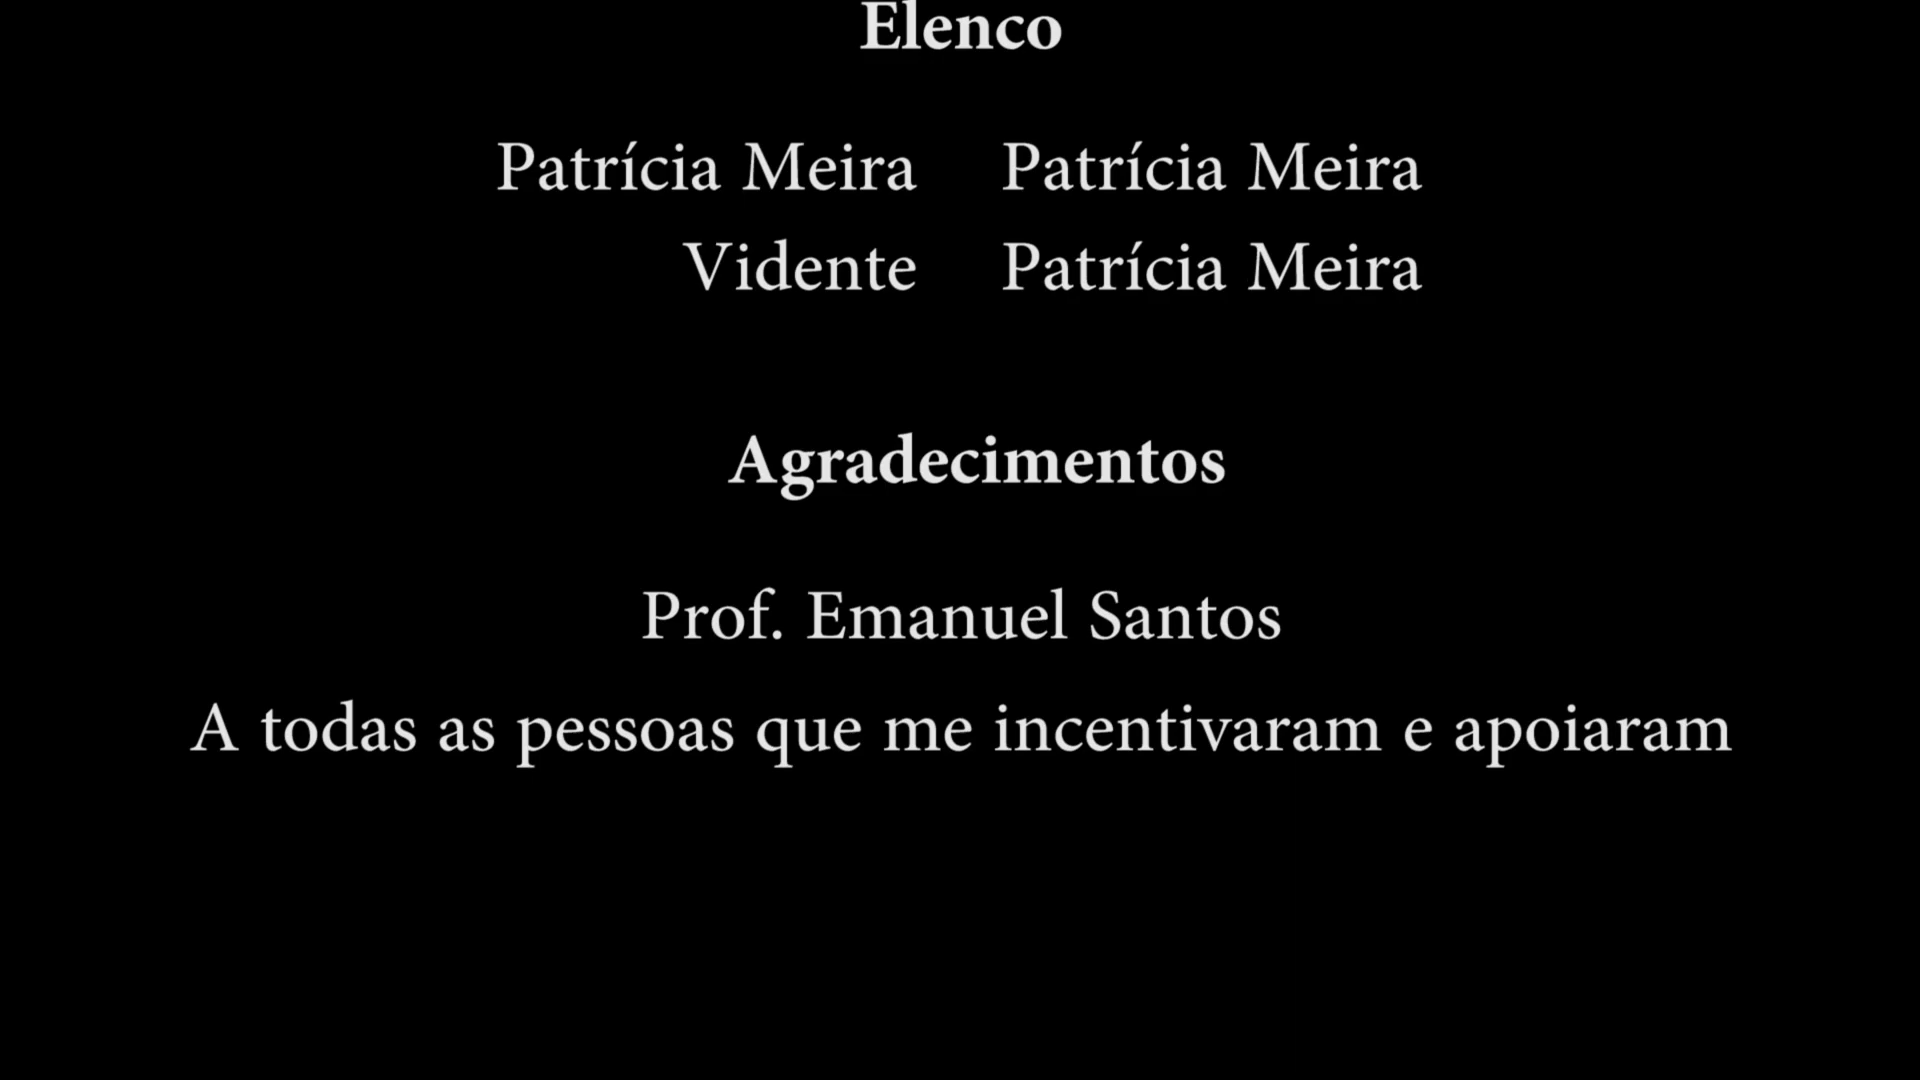 Elenco
Patrícia Meira Patrícia Meira
Vidente Patrícia Meira
Agradecimentos
Prof. Emanuel Santos
A todas as pessoas que me incentivaram e apoiaram